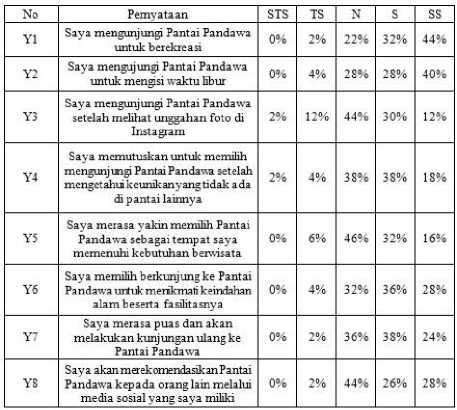 No Pernyataan STS TS N S SS
Y1 Saya mengunjungi Pantai Pandawa
untuk berekreasi 0% 2% 22% 32% 44%
Y2 Saya mengujungi Pantai Pandawa
untuk mengisi waktu libur 0% 4% 28% 28% 40%
Y3 Saya mengunjungi Pantai Pandawa
setelah melihat unggahan foto di
Instagram 2% 12% 44% 30% 12%
Y4 Saya memutuskan untuk memilih
mengunjungi Pantai Pandawa setelah
mengetahui keunikan yang tidak ada
di pantai lainnya 2% 4% 38% 38% 18%
Y5 Saya merasa yakin memilih Pantai
Pandawa sebagai tempat saya
memenuhi kebutuhan berwisata 0% 6% 46% 32% 16%
Y6 Saya memilih berkunjung ke Pantai
Pandawa untuk menikmati keindahan
alam beserta fasilitasnya 0% 4% 32% 36% 28%
Y7 Saya merasa puas dan akan
melakukan kunjungan ulang ke
Pantai Pandawa 0% 2% 36% 38% 24%
Y8 Saya akan merekomendasikan Pantai
Pandawa kepada orang lain melalui
media sosial yang saya miliki 0% 2% 44% 26% 28%